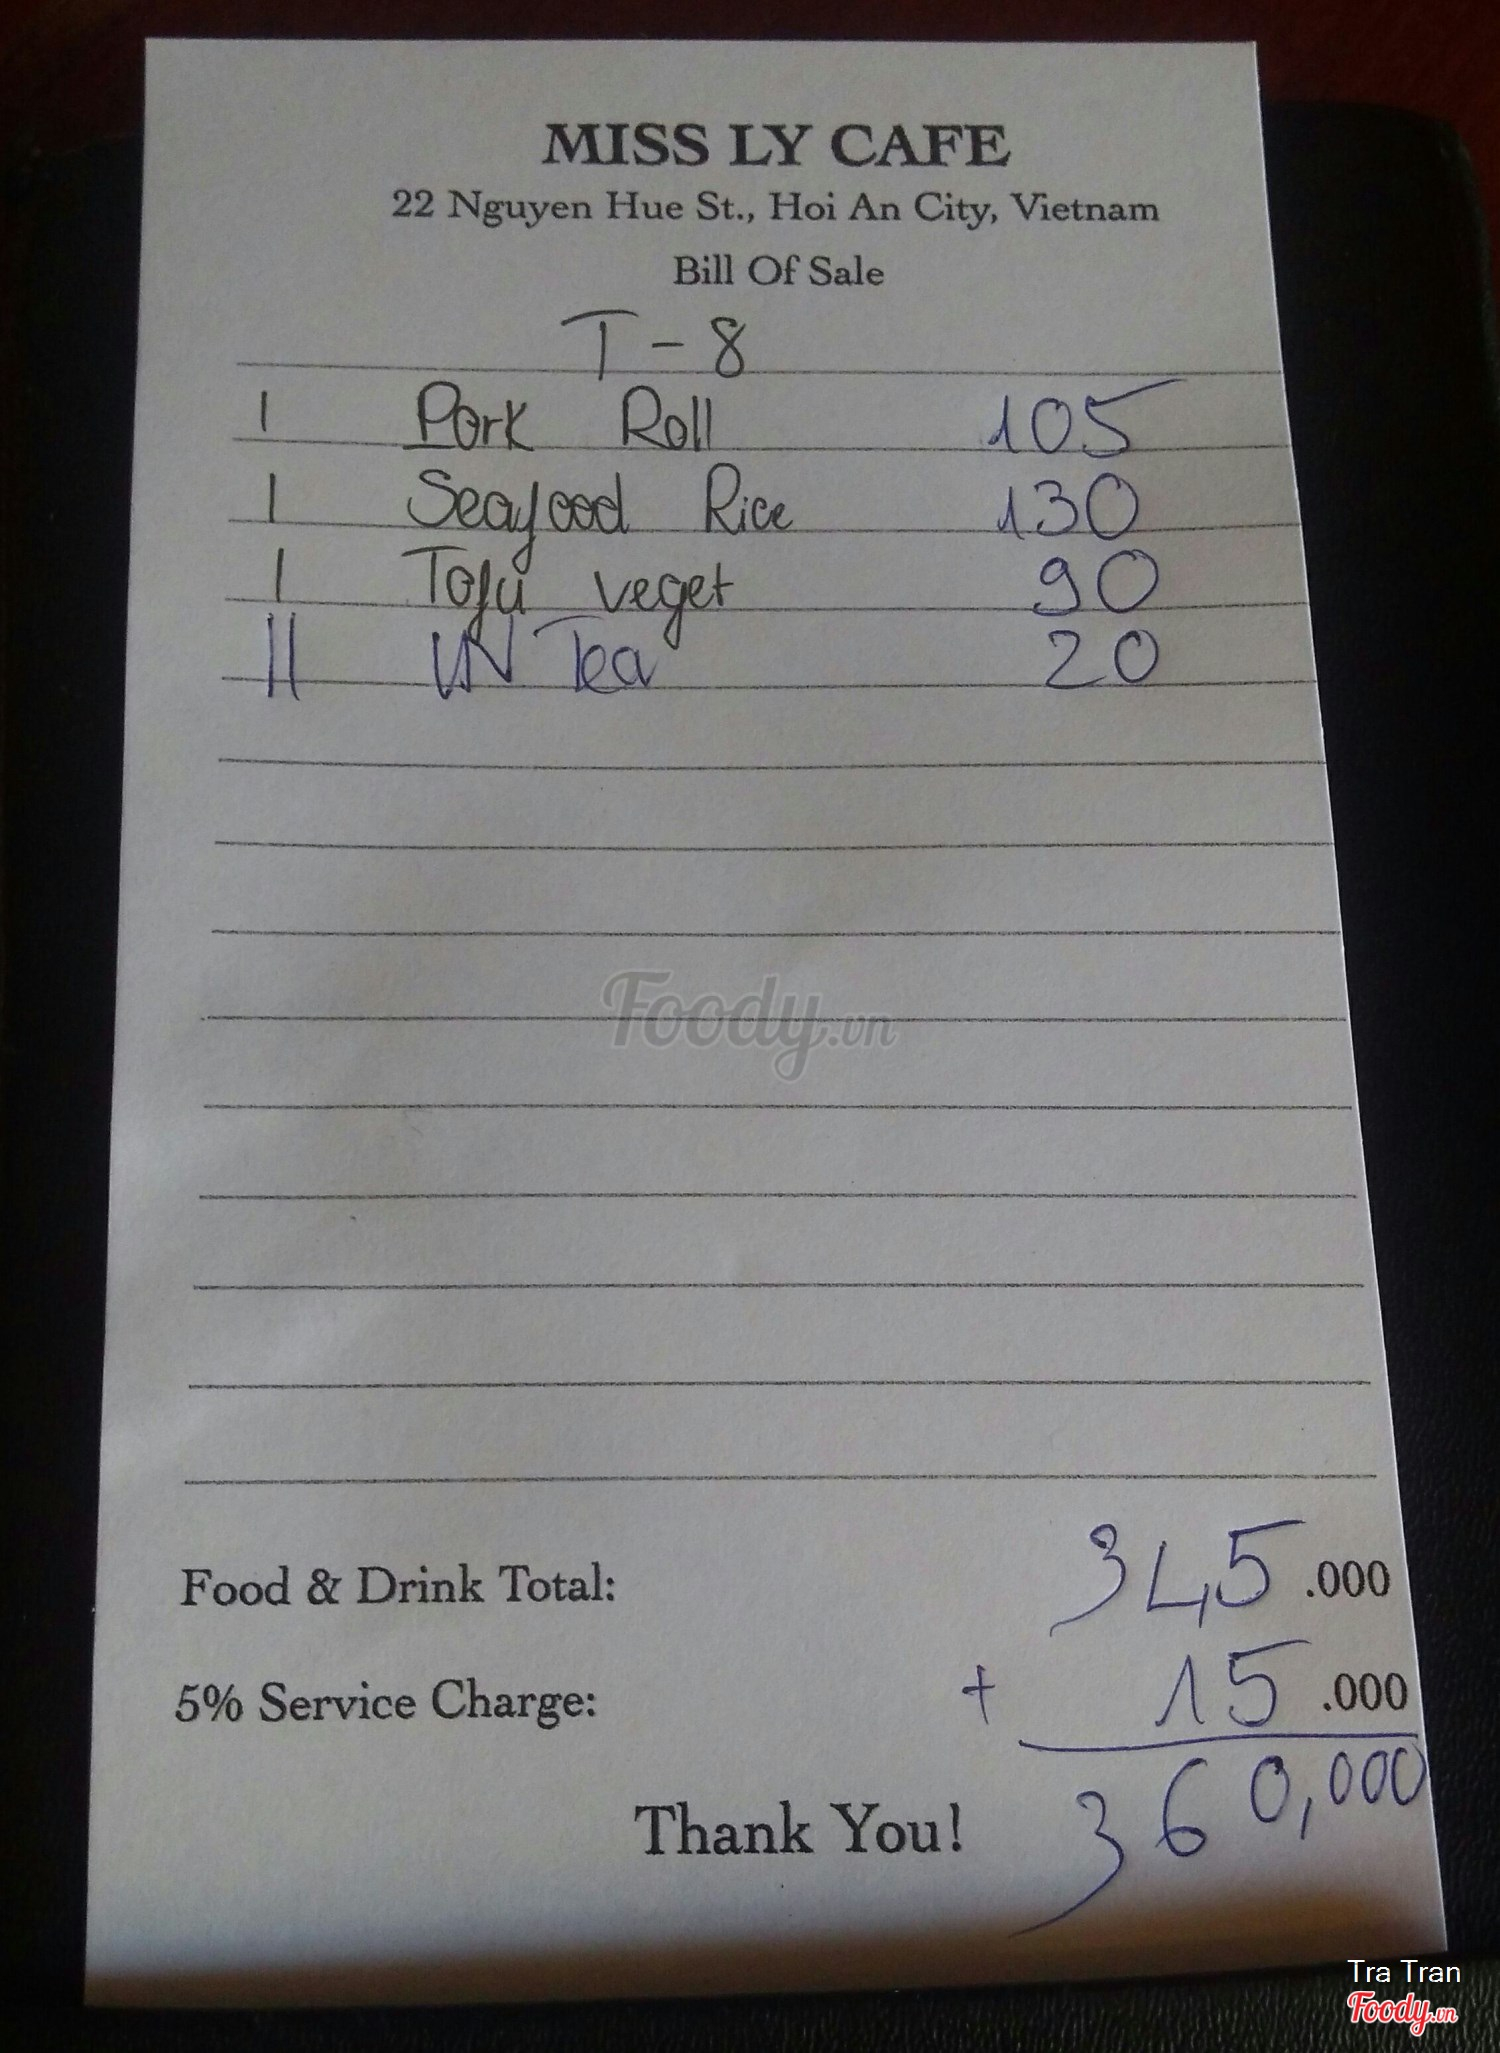 MISS LY CAFE
22 Nguyen Hue St., Hoi An City, Vietnam
Bill Of Sale
T - 8
1 Pork Roll 105
1 Seafood Rice 130
1 Tofu veget 90
11 VN Tea 20
Foody.vn
Food & Drink Total: 345 .000
5% Service Charge: + 15 .000
360,000
Thank You!
Tra Tran
Foody.vn